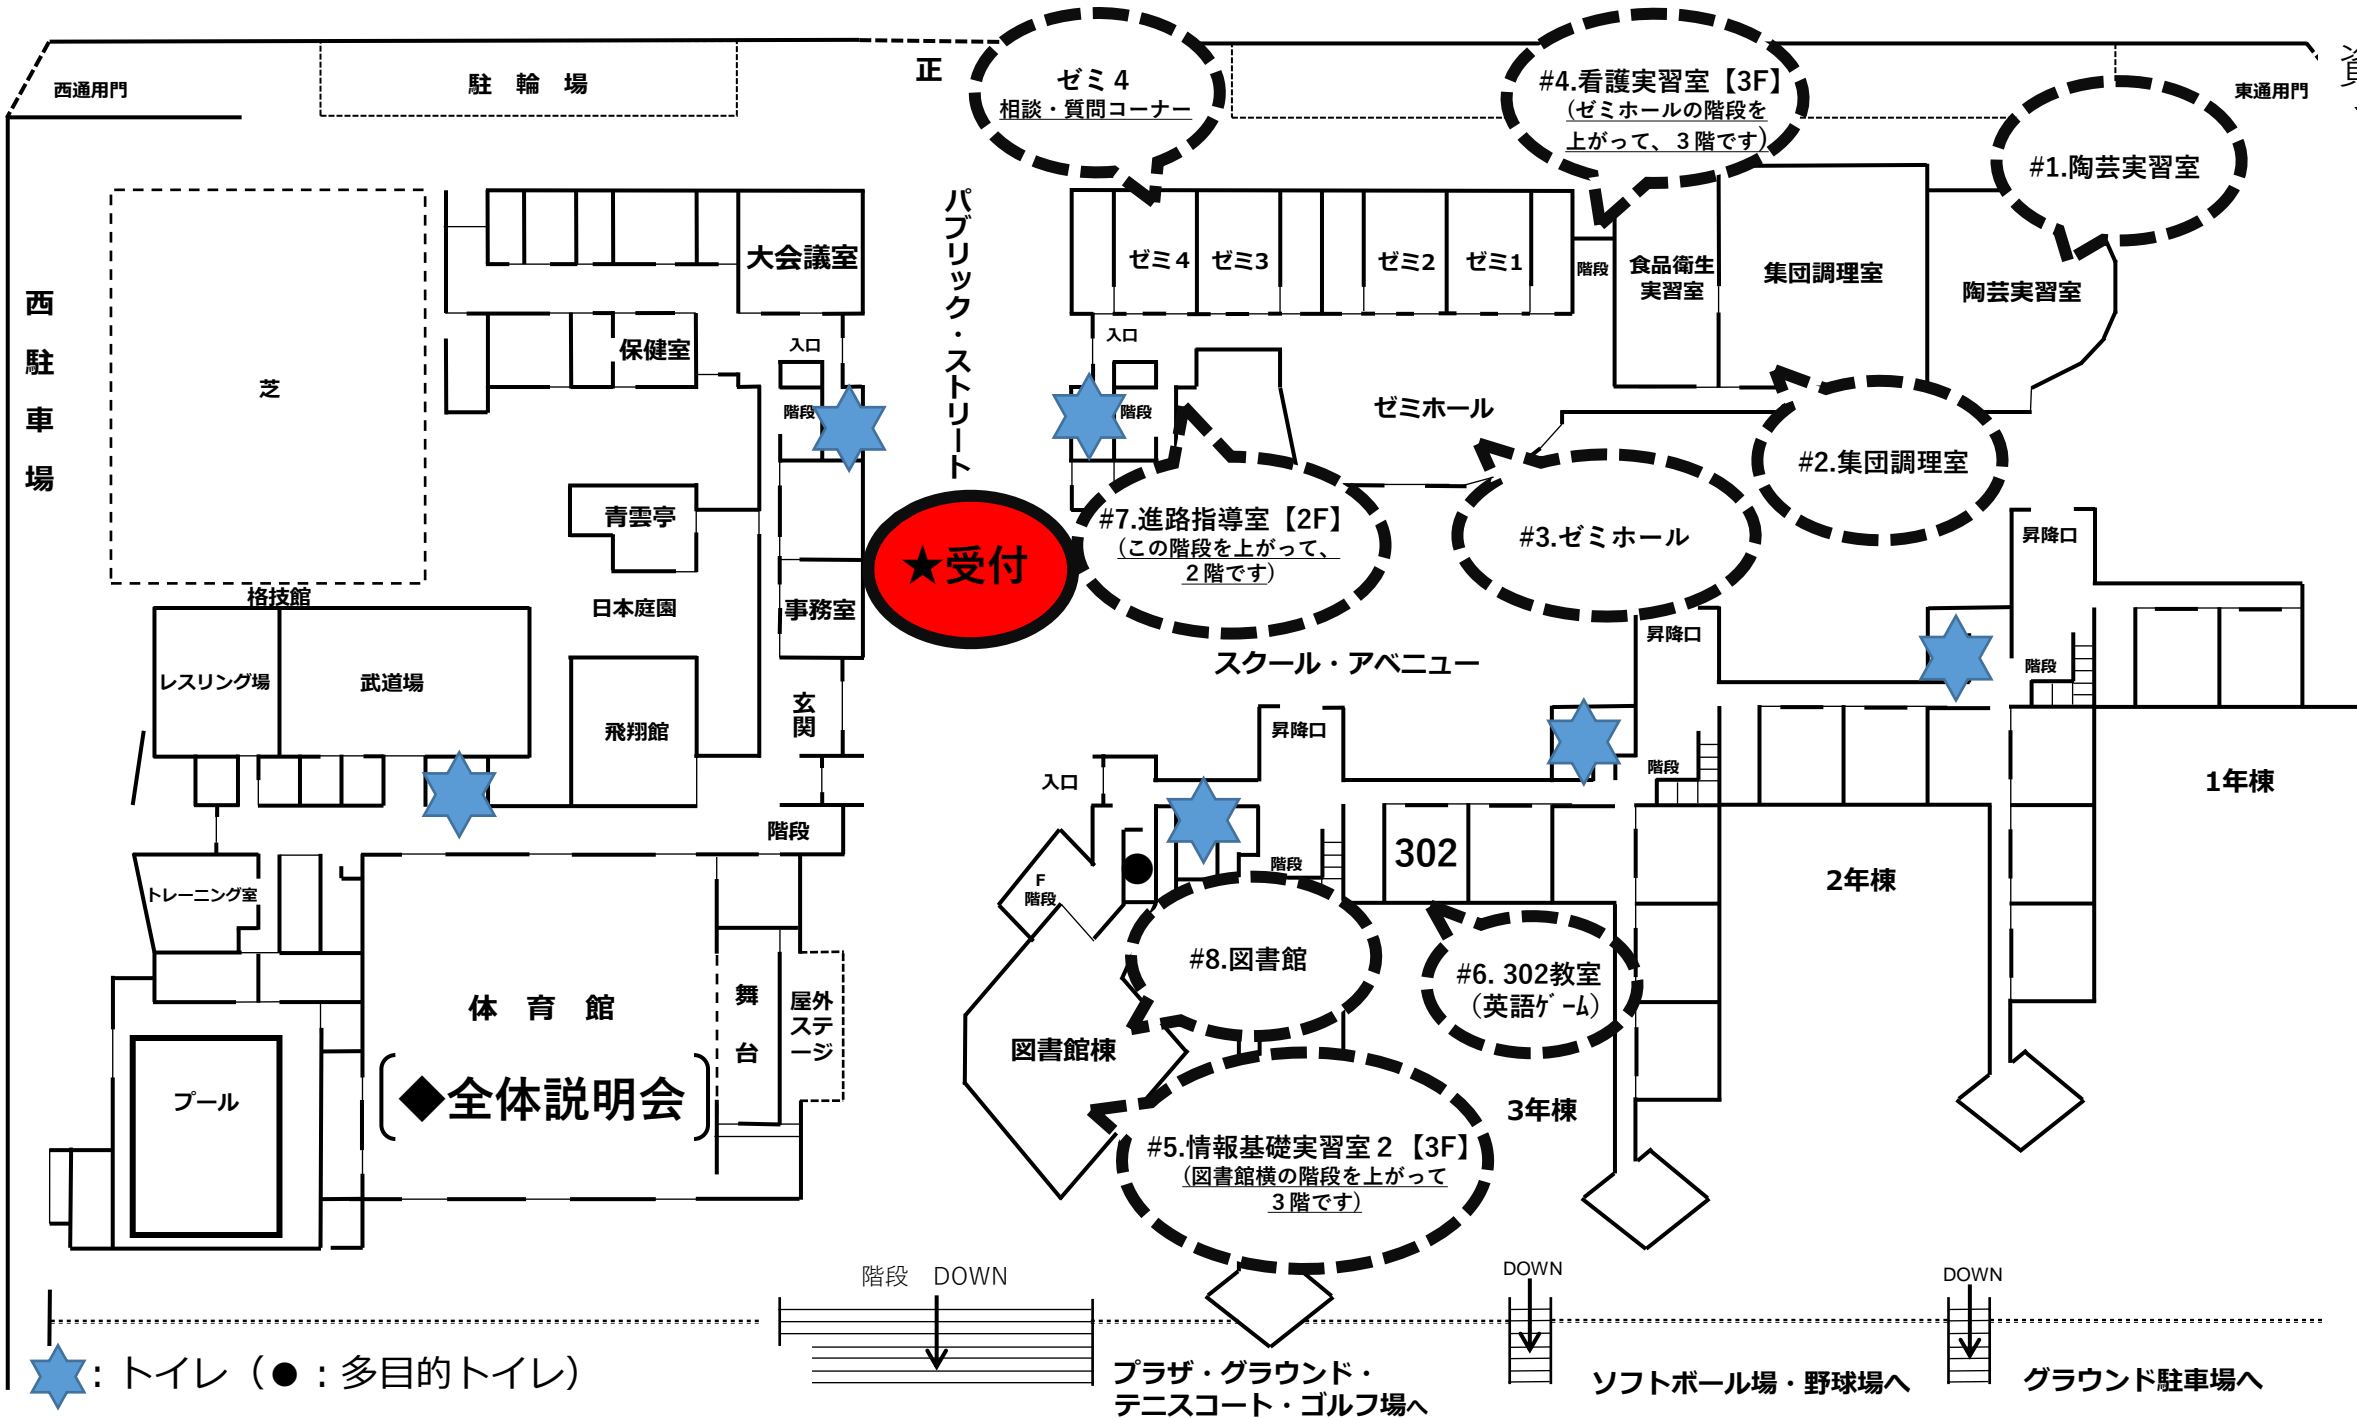 西通用門
駐　輪　場
正
ゼミ４
相談・質問コーナー
#4.看護実習室【3F】
(ゼミホールの階段を
上がって、３階です)
#1.陶芸実習室
東通用門
西駐車場
芝
大会議室
保健室
入口
階段
パブリック・ストリート
ゼミ４
ゼミ3
ゼミ2
ゼミ1
階段
食品衛生
実習室
集団調理室
陶芸実習室
入口
階段
ゼミホール
#2.集団調理室
#3.ゼミホール
#7.進路指導室【2F】
(この階段を上がって、
２階です)
★受付
青雲亭
日本庭園
事務室
格技館
レスリング場
武道場
飛翔館
玄関
スクール・アベニュー
昇降口
昇降口
昇降口
階段
階段
階段
入口
階段
F
階段
302
1年棟
2年棟
3年棟
トレーニング室
体　育　館
舞台
屋外
ステ
ージ
◆全体説明会
プール
図書館棟
#8.図書館
#6. 302教室
（英語ｹﾞｰﾑ）
#5.情報基礎実習室２【3F】
(図書館横の階段を上がって
３階です)
階段　DOWN
DOWN
DOWN
：トイレ（●：多目的トイレ）
プラザ・グラウンド・
テニスコート・ゴルフ場へ
ソフトボール場・野球場へ
グラウンド駐車場へ